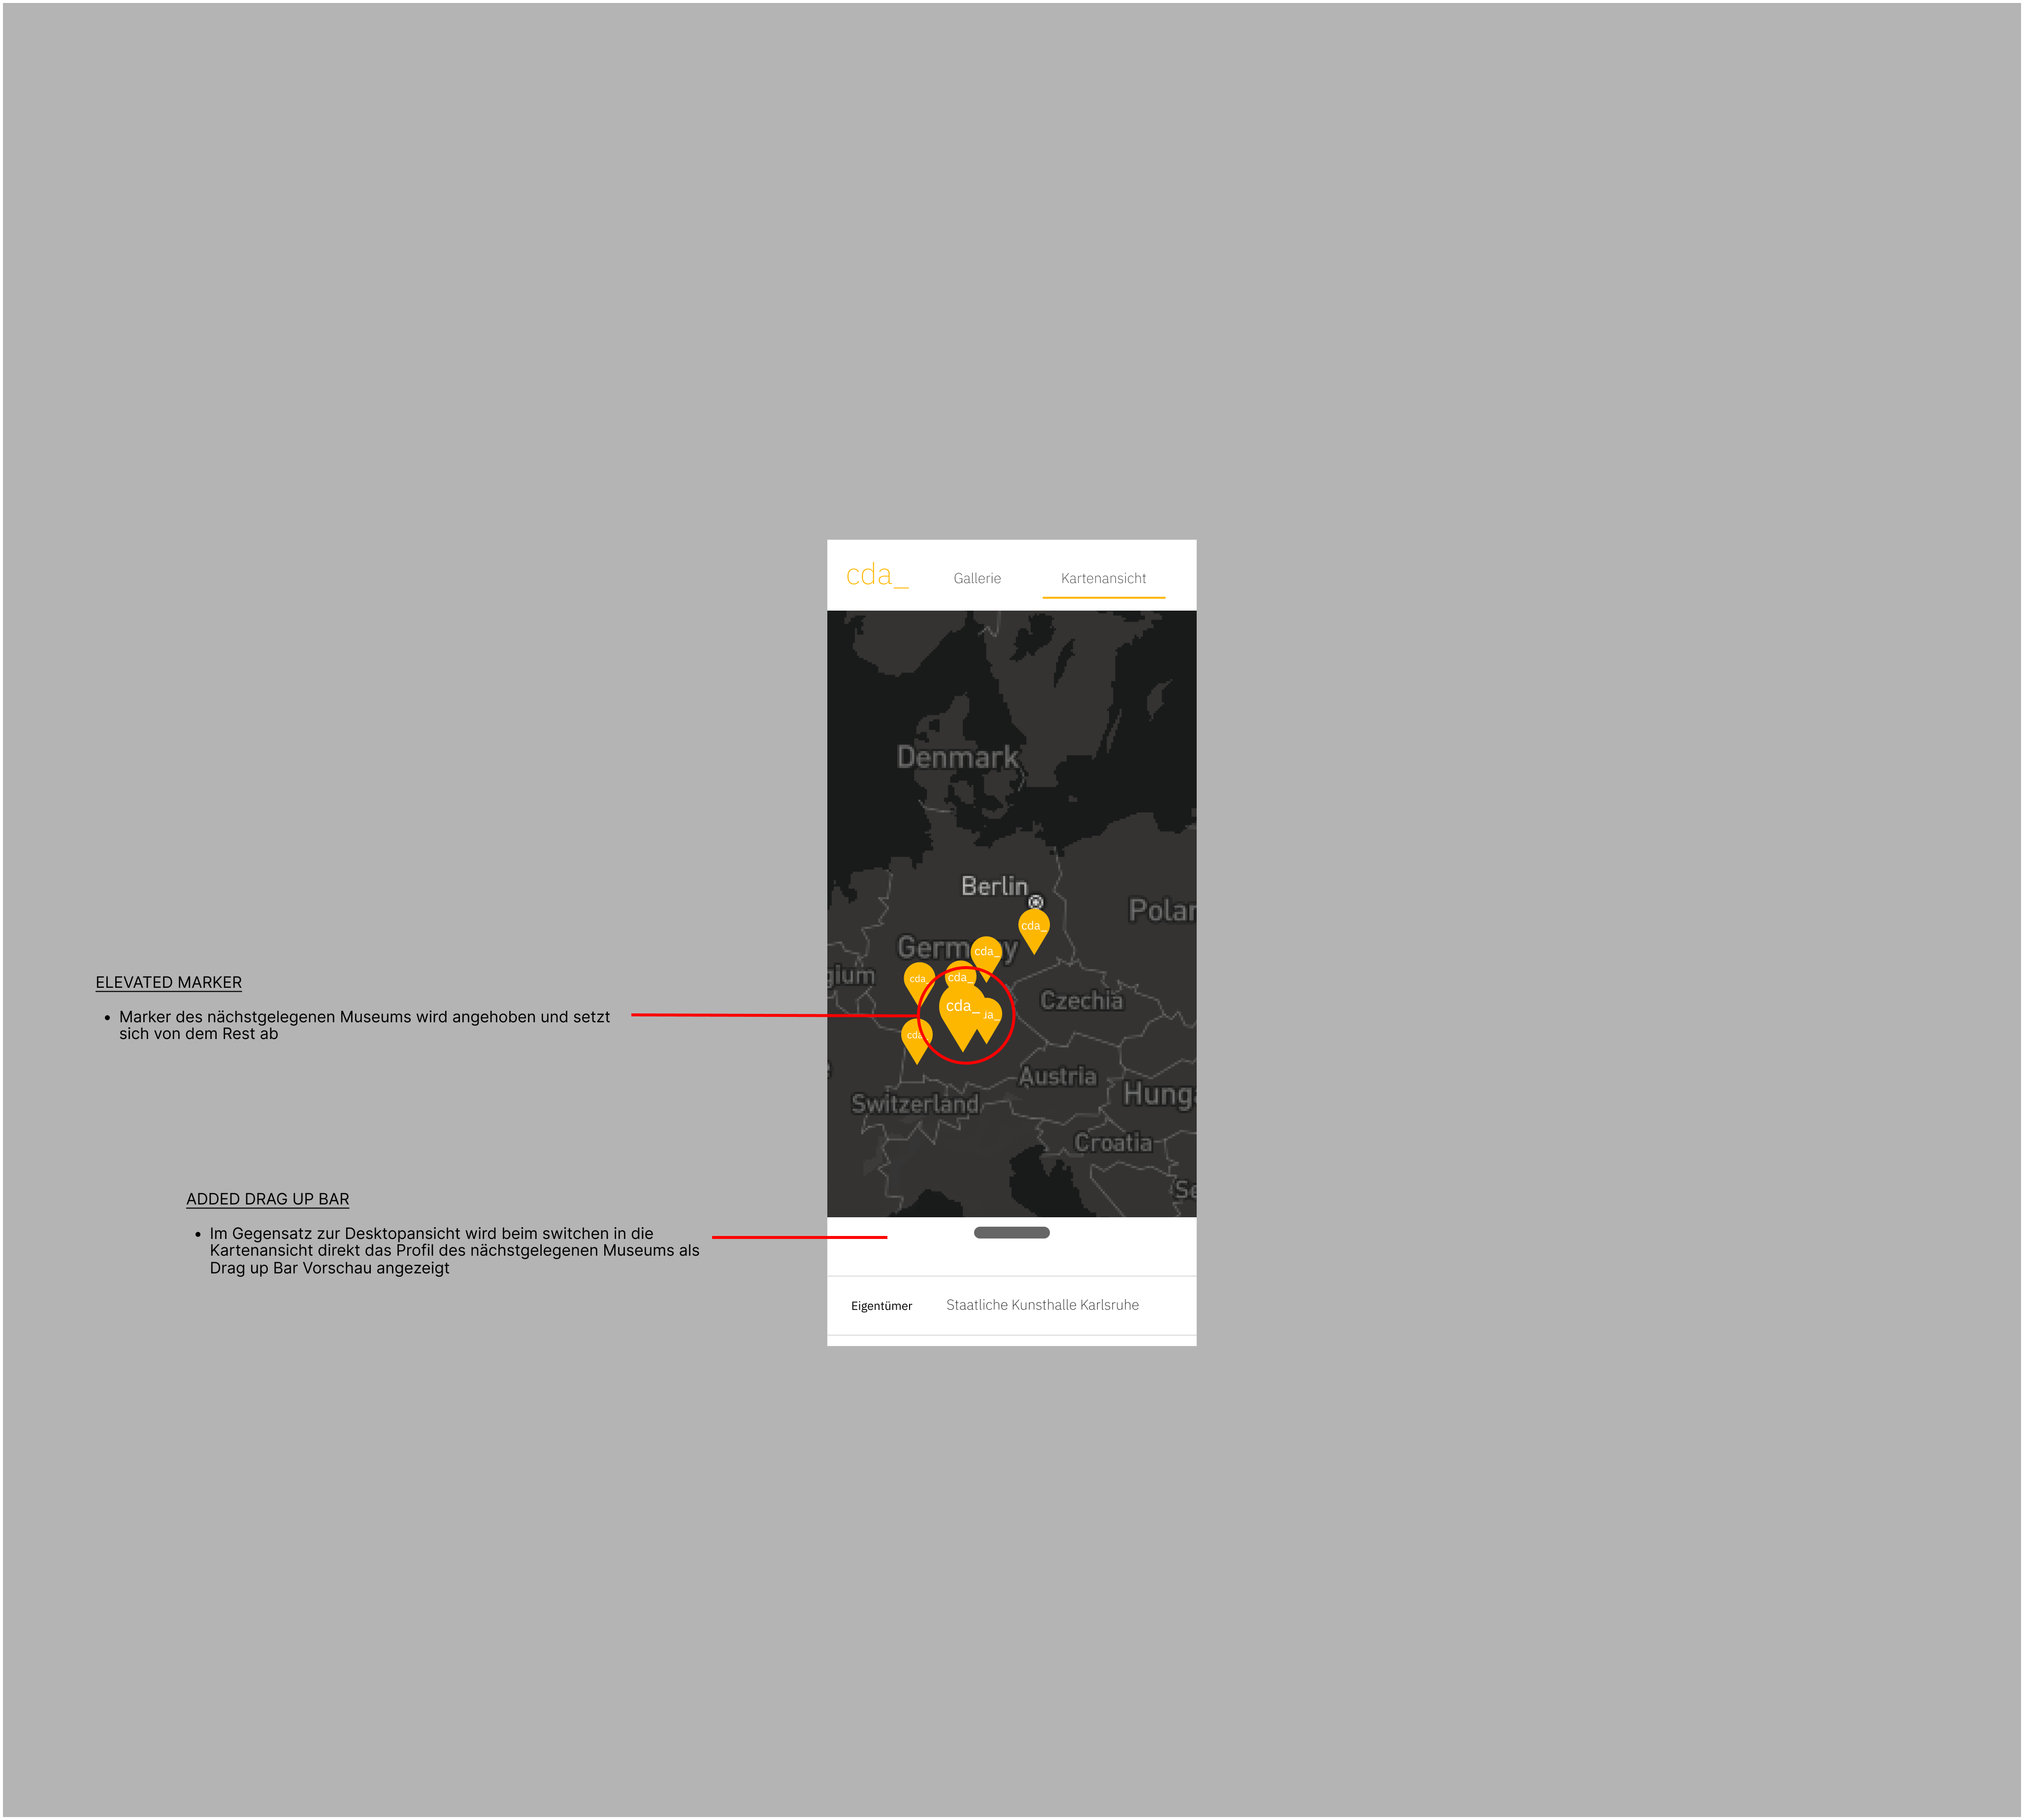 cda_
Gallerie
Kartenansicht
Denmark
Berlin
Polar
cda_
Germ y
cda_
gium
cda_
cda_
Czechia
cda_
ıa_
cda
Austria
Hung
Switzerland
Croatia
Se
ELEVATED MARKER
• Marker des nächstgelegenen Museums wird angehoben und setzt
sich von dem Rest ab
ADDED DRAG UP BAR
• Im Gegensatz zur Desktopansicht wird beim switchen in die
Kartenansicht direkt das Profil des nächstgelegenen Museums als
Drag up Bar Vorschau angezeigt
Eigentümer
Staatliche Kunsthalle Karlsruhe